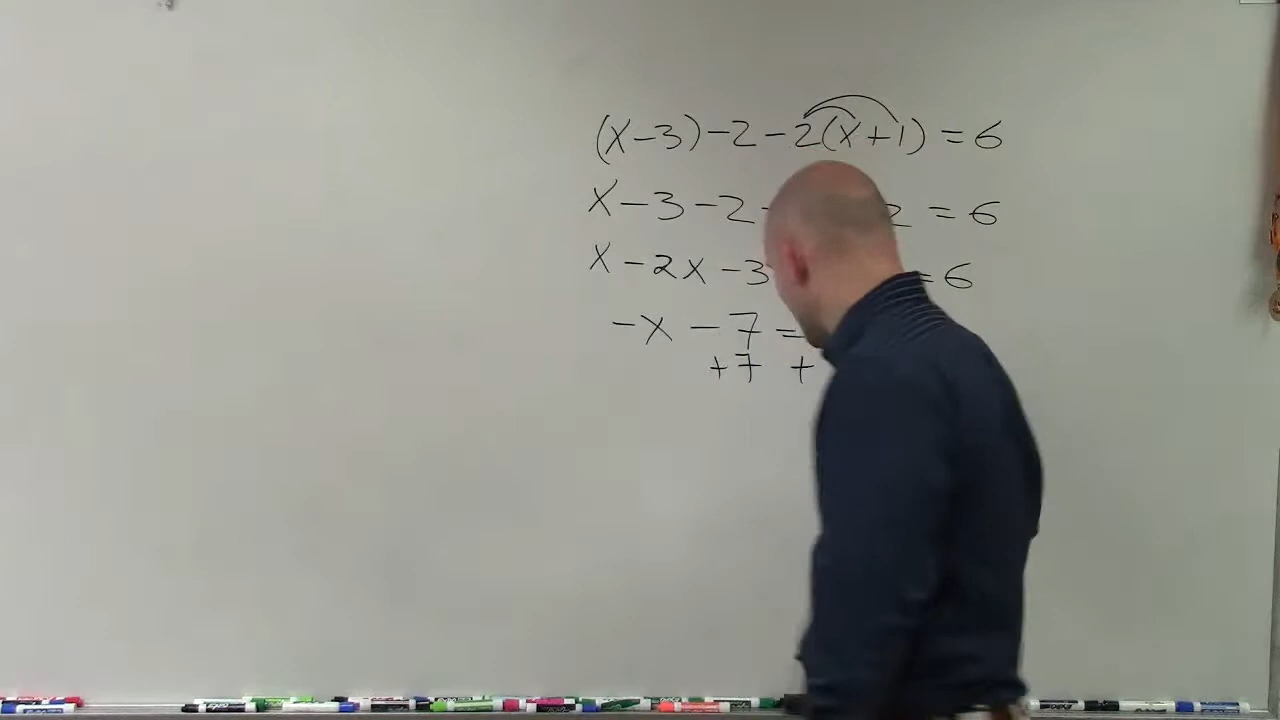 (x-3)-2-2(x+1)=6
x-3-2- 2=6
x-2x-3 =6
-x-7=
+7 +